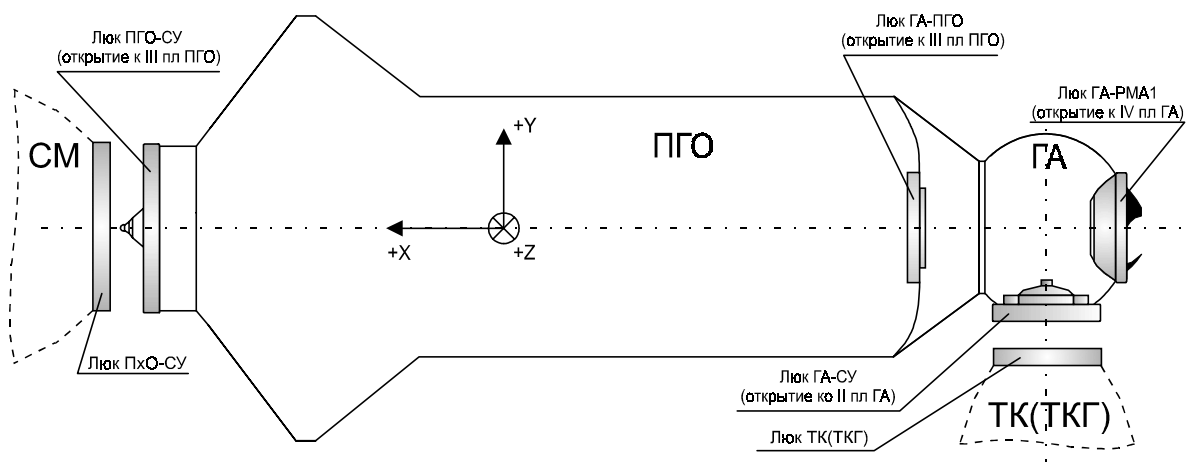 Люк ПГО-СУ
(открытие к III пл ПГО)
Люк ГА-ПГО
(открытие к III пл ПГО)
Люк ГА-РМА1
(открытие к IV пл ГА)
СМ
ПГО
ГА
+Y
+X
+Z
Люк ПхО-СУ
Люк ГА-СУ
(открытие ко II пл ГА)
Люк ТК(ТКГ)
ТК(ТКГ)